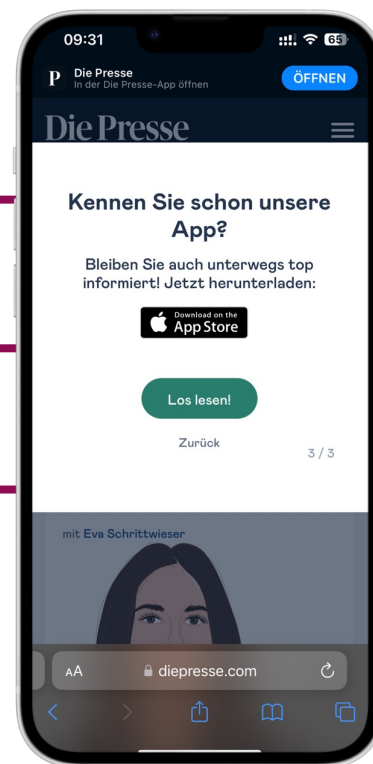 09:31
65
P
Die Presse
In der Die Presse-App öffnen
ÖFFNEN
Die Presse
Kennen Sie schon unsere
App?
Bleiben Sie auch unterwegs top
informiert! Jetzt herunterladen:
Download on the
App Store
Los lesen!
Zurück
3 / 3
mit Eva Schrittwieser
AA
diepresse.com